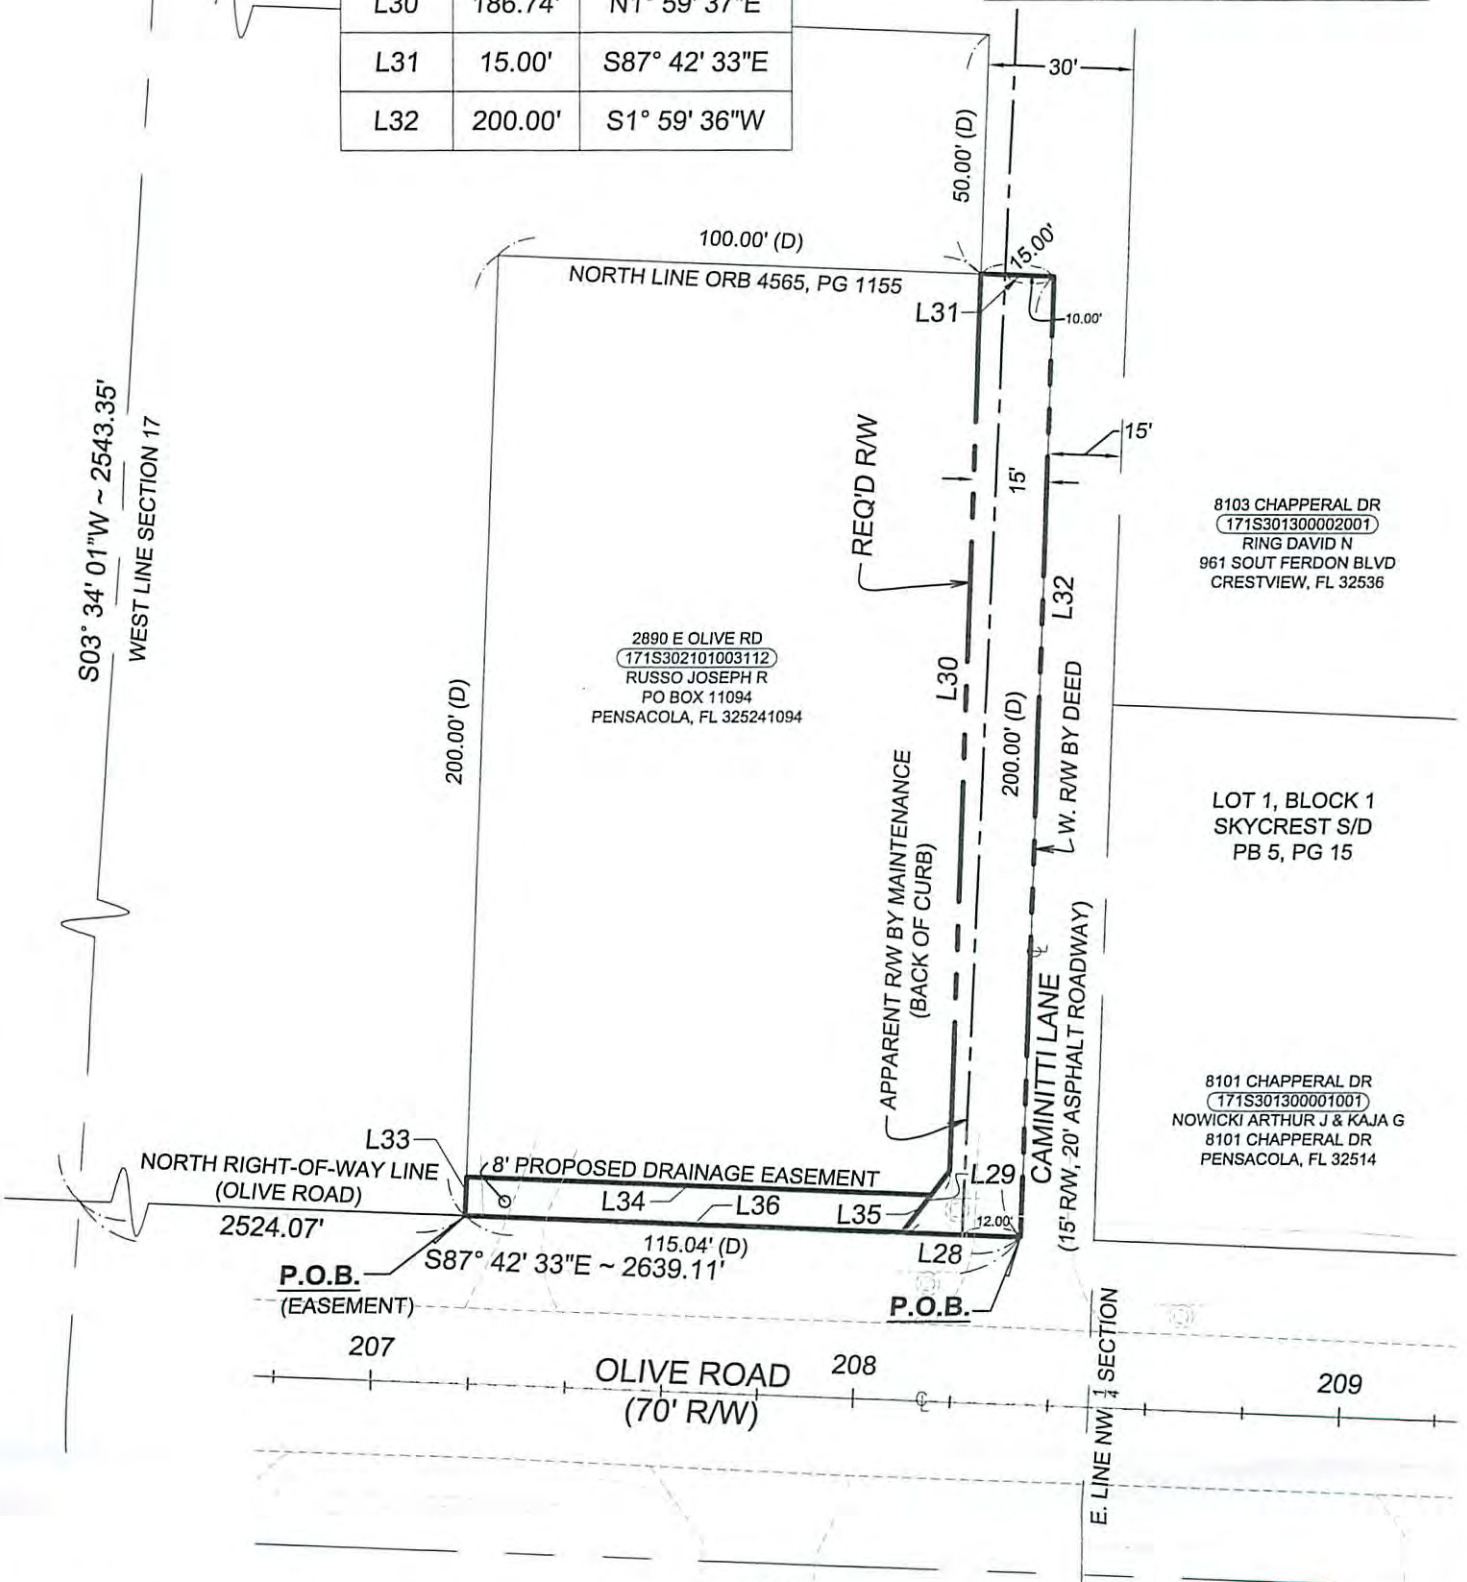 L30 186.74' N1° 59' 37"E
L31 15.00' S87° 42' 33"E
L32 200.00' S1° 59' 36"W
30'
50.00' (D)
100.00' (D)
NORTH LINE ORB 4565, PG 1155
15.00'
L31
10.00'
S03° 34' 01"W ~ 2543.35'
WEST LINE SECTION 17
REQ'D R/W
15'
15'
8103 CHAPPERAL DR
171S301300002001
RING DAVID N
961 SOUT FERDON BLVD
CRESTVIEW, FL 32536
2890 E OLIVE RD
171S302101003112
RUSSO JOSEPH R
PO BOX 11094
PENSACOLA, FL 325241094
200.00' (D)
L30
L32
200.00' (D)
W. R/W BY DEED
LOT 1, BLOCK 1
SKYCREST S/D
PB 5, PG 15
APPARENT R/W BY MAINTENANCE
(BACK OF CURB)
CAMINITTI LANE
(15' R/W, 20' ASPHALT ROADWAY)
8101 CHAPPERAL DR
171S301300001001
NOWICKI ARTHUR J & KAJA G
8101 CHAPPERAL DR
PENSACOLA, FL 32514
L33
NORTH RIGHT-OF-WAY LINE
(OLIVE ROAD)
2524.07'
8' PROPOSED DRAINAGE EASEMENT
L34
L36
L35
L29
12.00'
L28
115.04' (D)
S87° 42' 33"E ~ 2639.11'
P.O.B.
(EASEMENT)
P.O.B.
207
208
209
OLIVE ROAD
(70' R/W)
E. LINE NW 1/4 SECTION